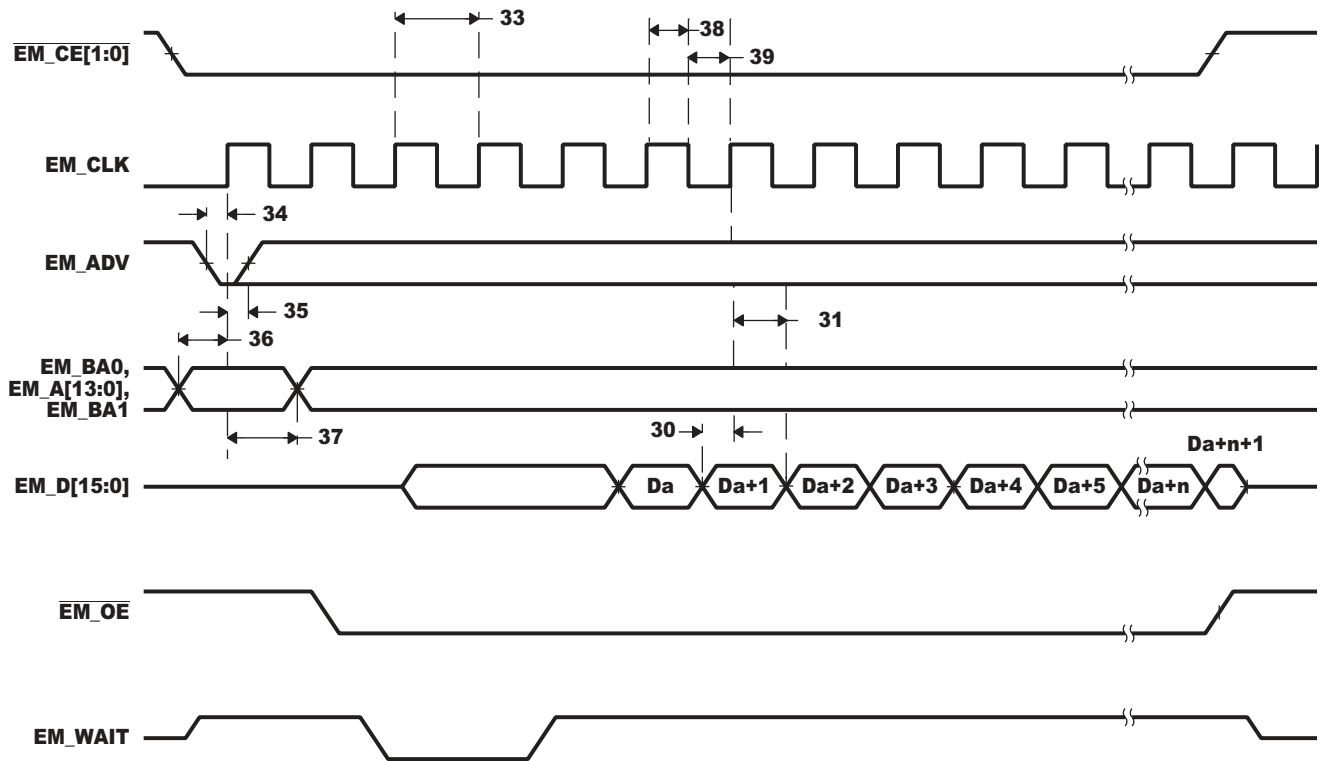 33
38
EM_CE[1:0]
39
EM_CLK
34
EM_ADV
35
31
36
EM_BA0,
EM_A[13:0],
EM_BA1
37
30
Da+n+1
EM_D[15:0]
Da
Da+1
Da+2
Da+3
Da+4
Da+5
Da+n
EM_OE
EM_WAIT